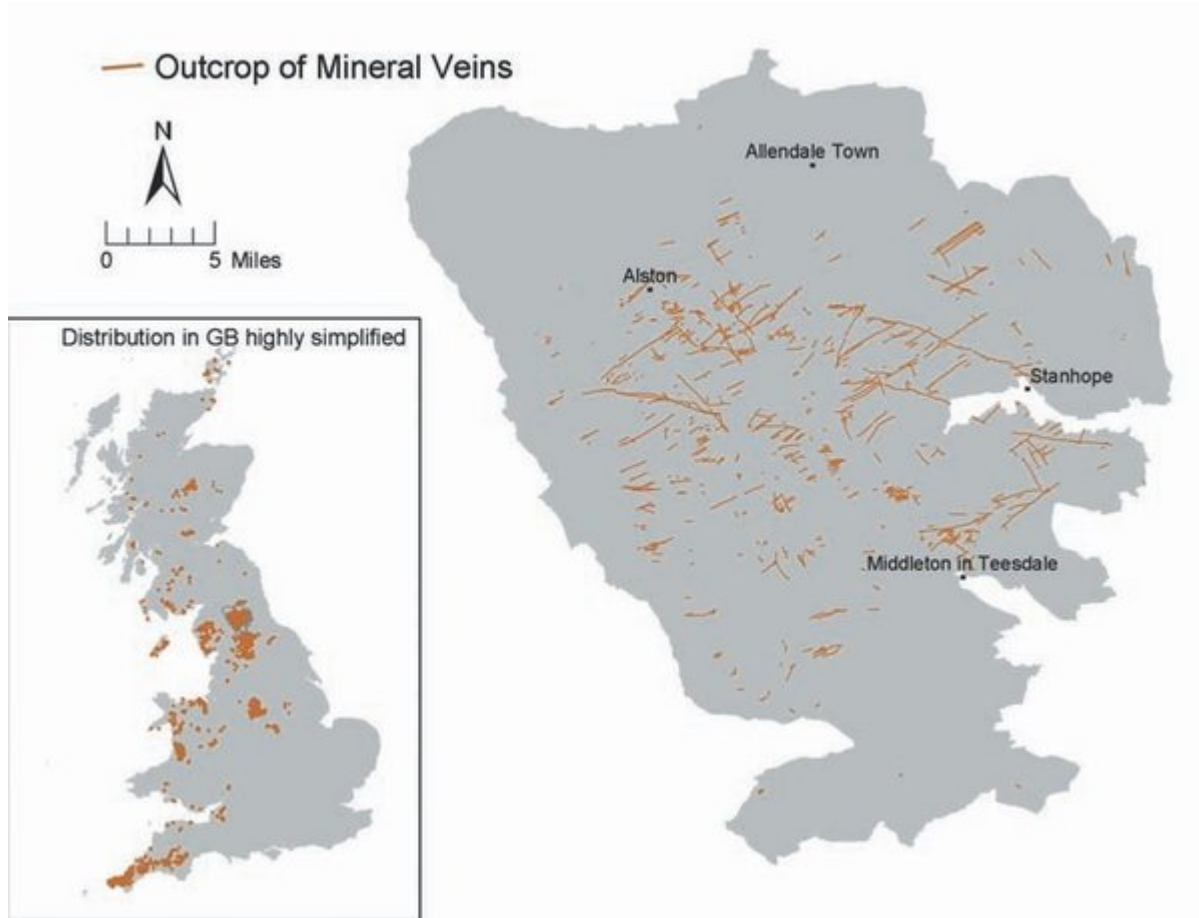 Outcrop of Mineral Veins
N
0 5 Miles
Distribution in GB highly simplified
Allendale Town
Alston
Stanhope
Middleton in Teesdale